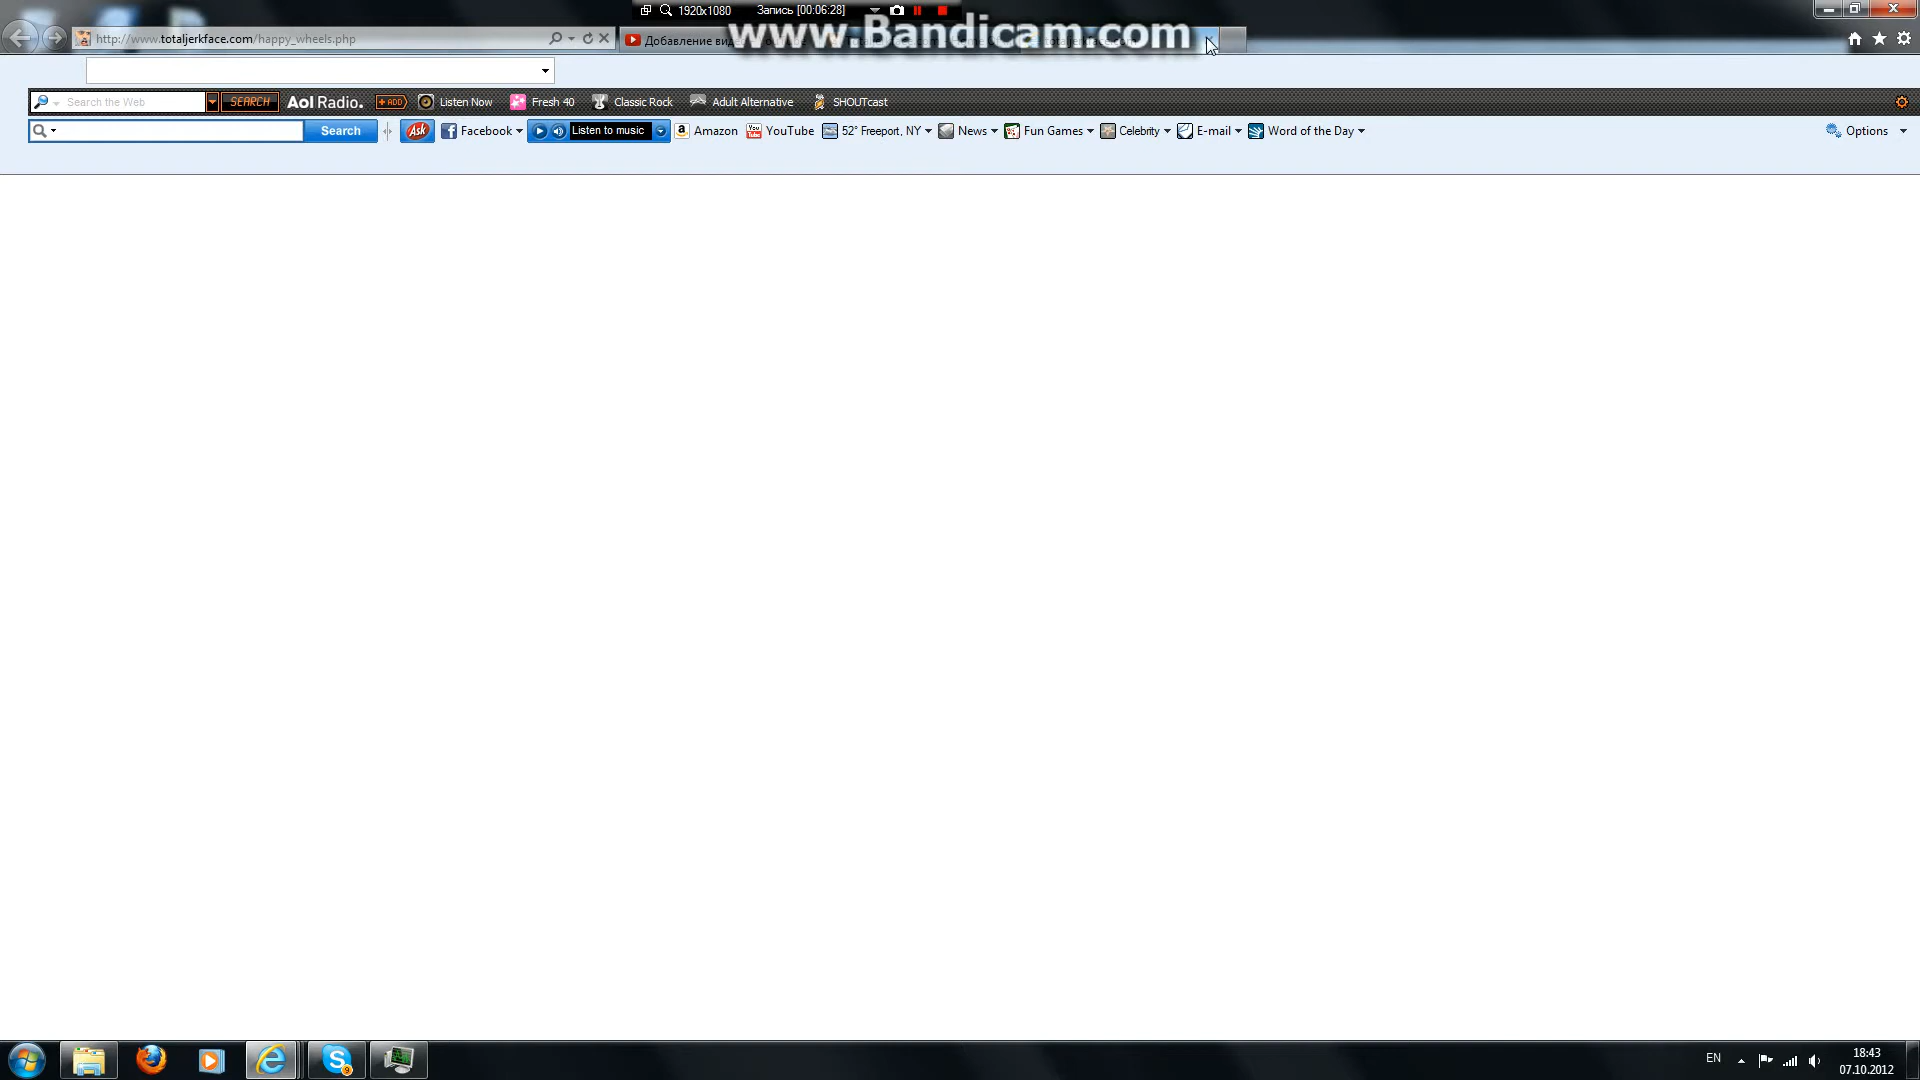 1920x1080 Запись [00:06:28]
www.Bandicam.com
http://www.totaljerkface.com/happy_wheels.php
Добавление
Search the Web SEARCH Aol Radio. +ADD Listen Now Fresh 40 Classic Rock Adult Alternative SHOUTcast
Search Ask Facebook Listen to music Amazon YouTube 52° Freeport, NY News Fun Games Celebrity E-mail Word of the Day Options
EN
18:43
07.10.2012